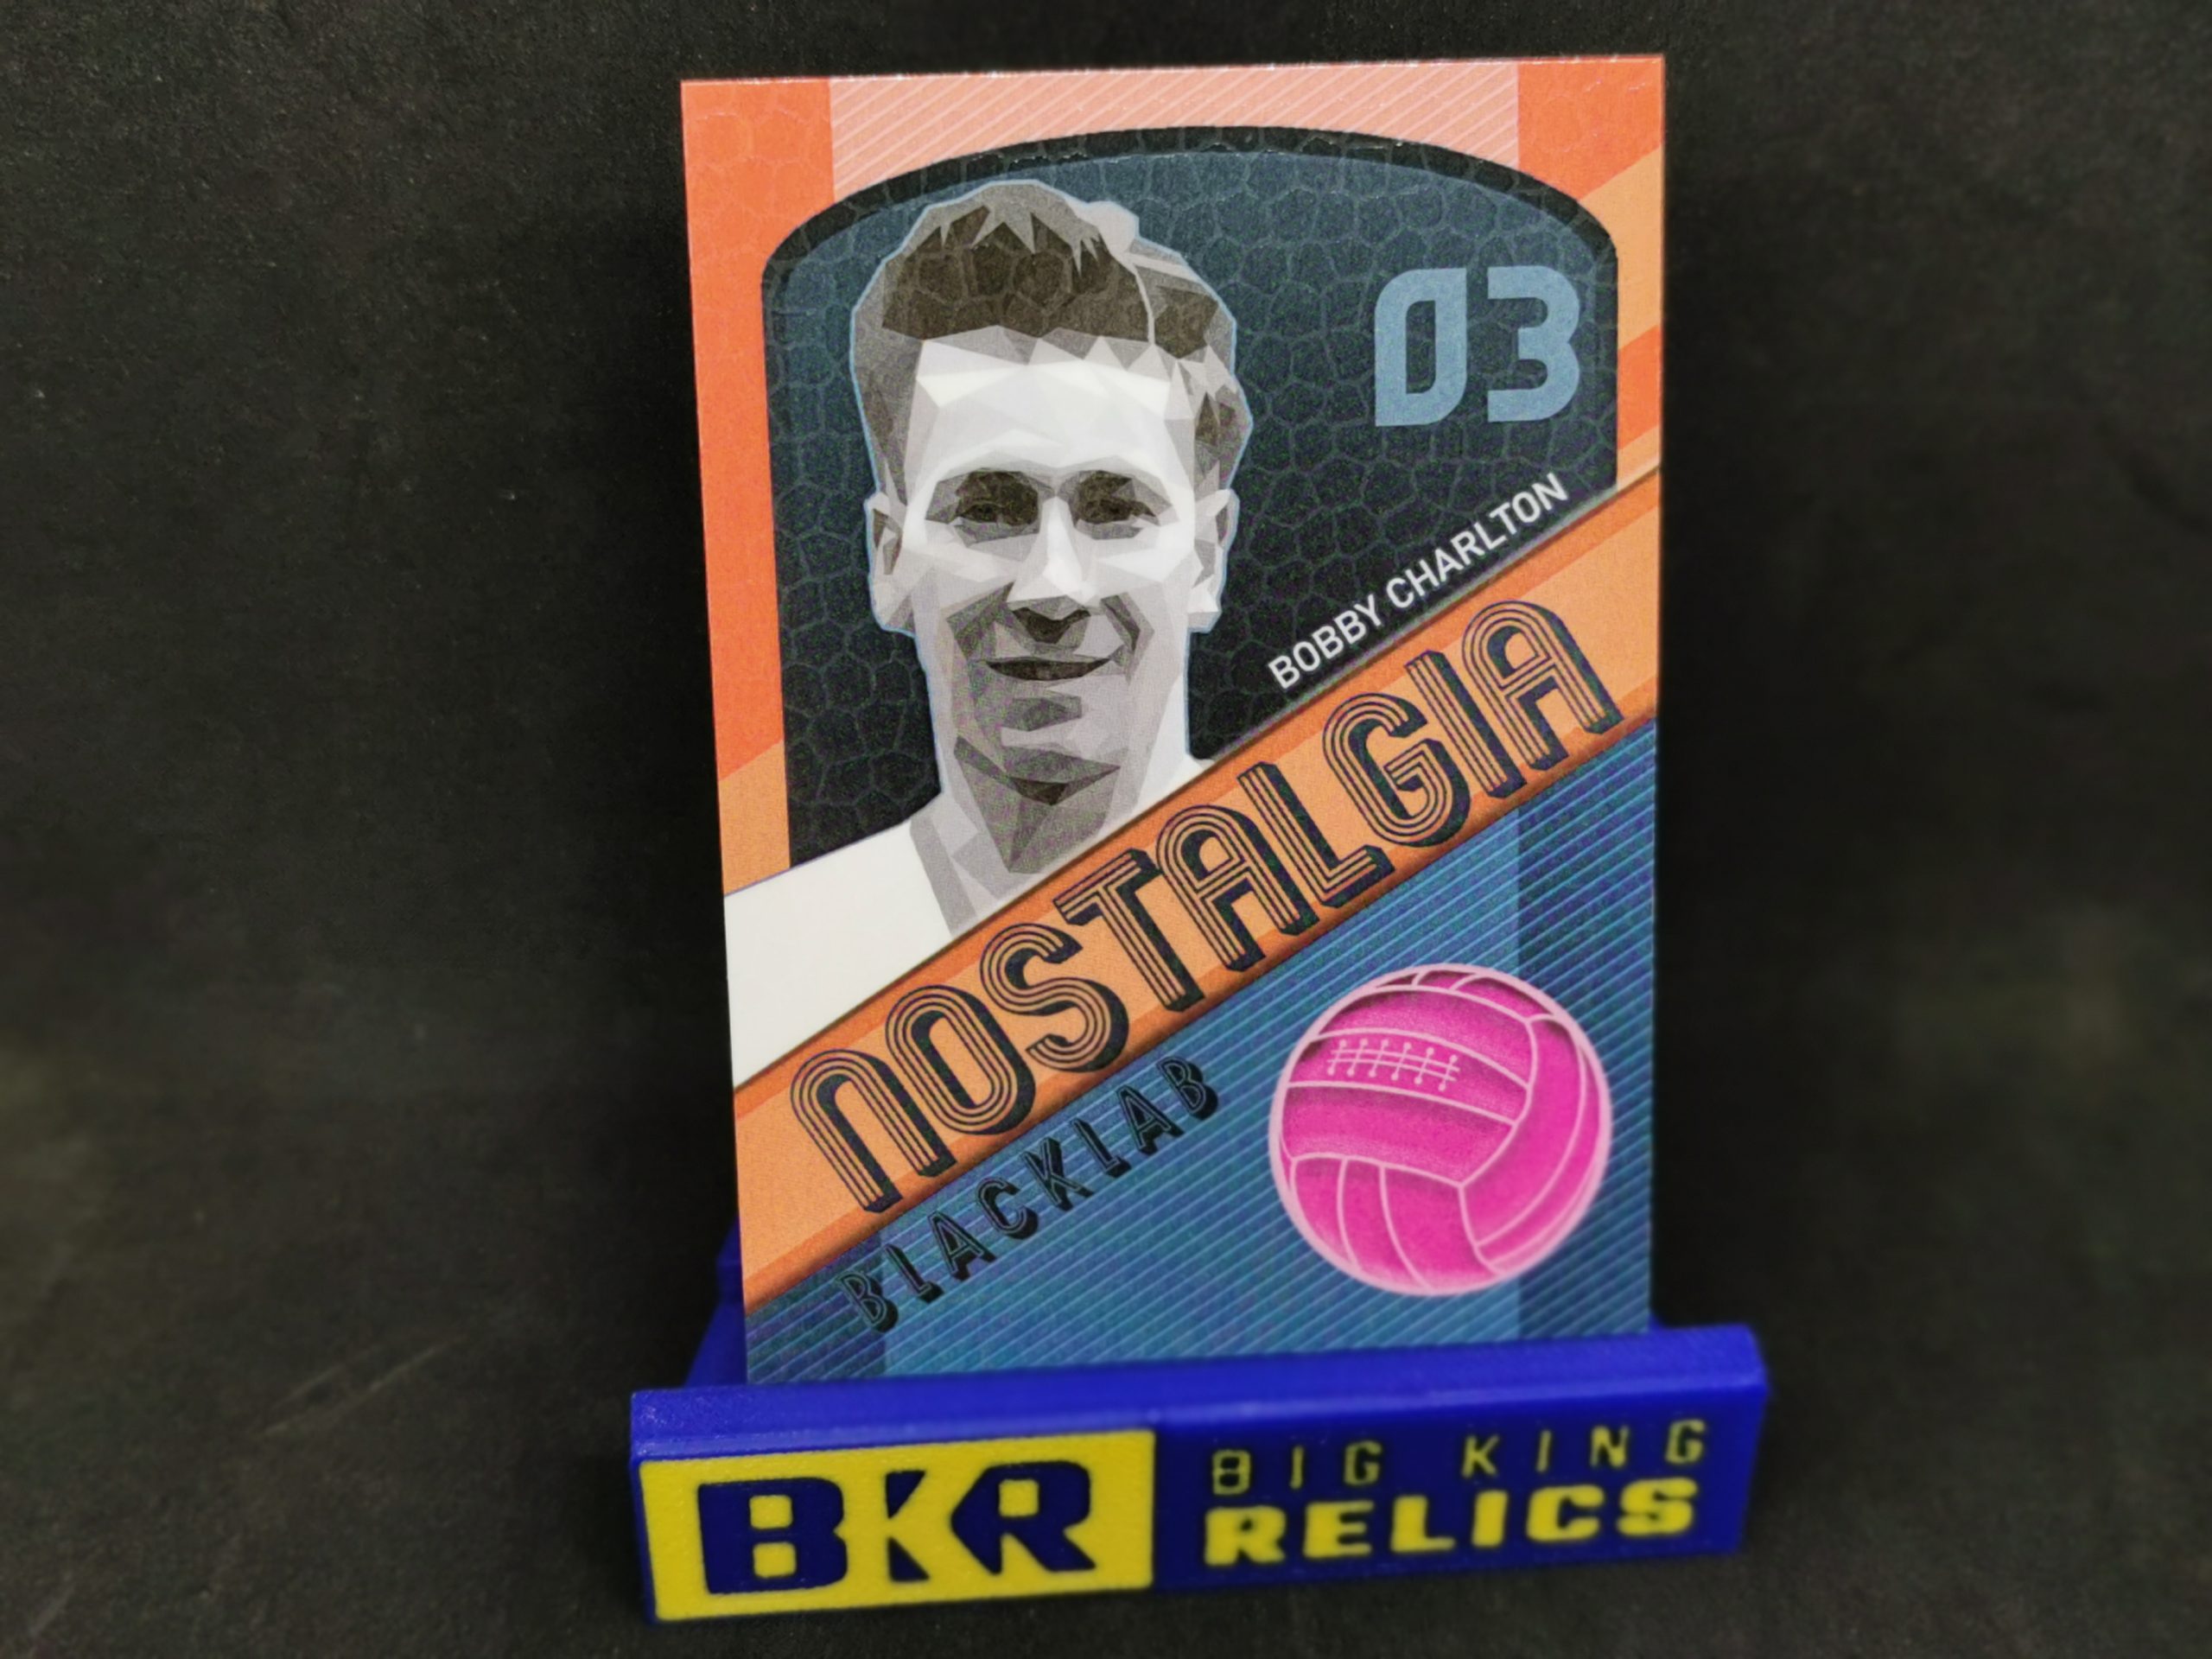 03
BOBBY CHARLTON
NOSTALGIA
BLACKLAB
BKR
BIG KING
RELICS